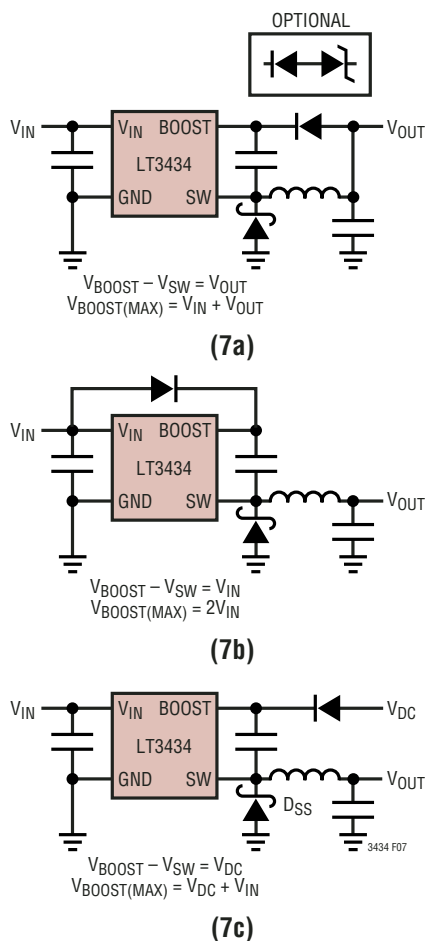 OPTIONAL
VIN
VIN BOOST
VOUT
LT3434
GND SW
VBOOST – VSW = VOUT
VBOOST(MAX) = VIN + VOUT
(7a)
VIN
VIN BOOST
LT3434
GND SW
VOUT
VBOOST – VSW = VIN
VBOOST(MAX) = 2VIN
(7b)
VIN
VIN BOOST
VDC
LT3434
GND SW
VOUT
DSS
3434 F07
VBOOST – VSW = VDC
VBOOST(MAX) = VDC + VIN
(7c)